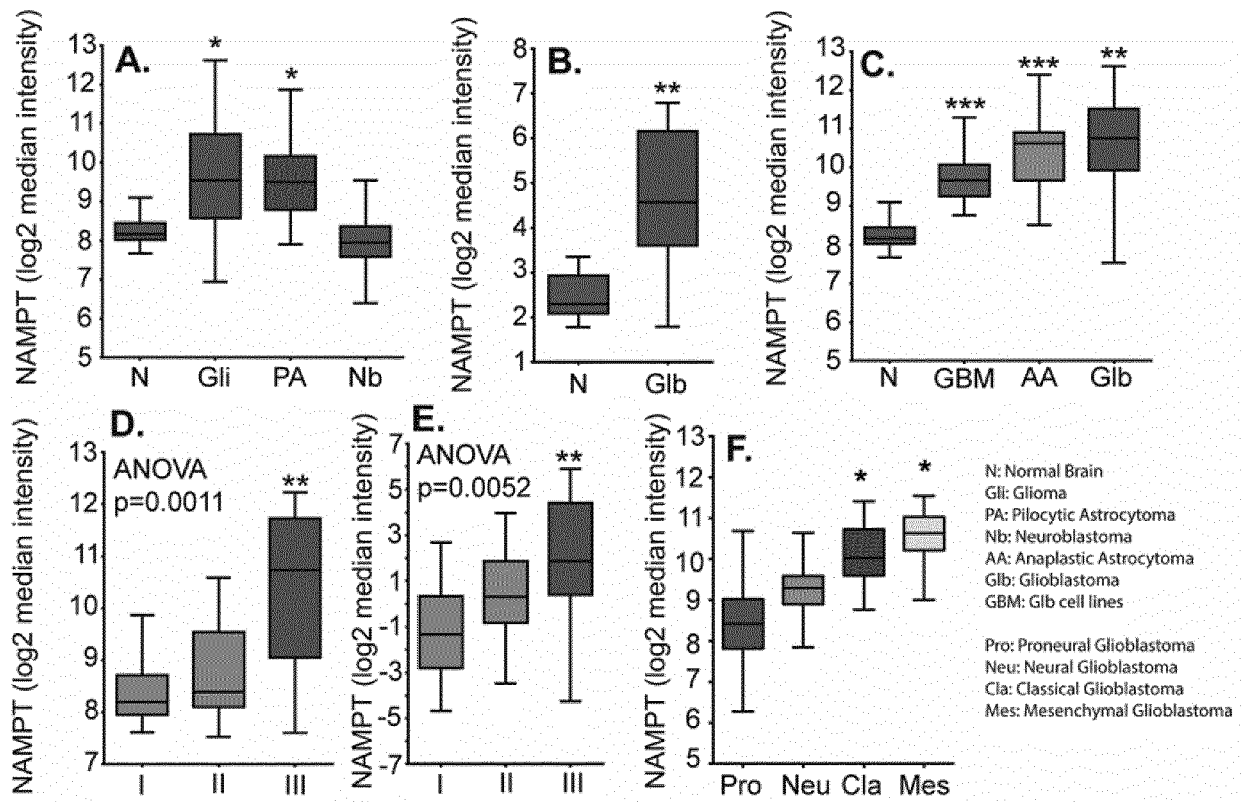 A.
NAMPT (log2 median intensity)
13
12
11
10
9
8
7
6
5
*
*
N Gli PA Nb
B.
NAMPT (log2 median intensity)
8
7
6
5
4
3
2
1
**
N Glb
C.
NAMPT (log2 median intensity)
13
12
11
10
9
8
7
6
5
***
***
**
N GBM AA Glb
D.
NAMPT (log2 median intensity)
ANOVA
p=0.0011
13
12
11
10
9
8
7
**
I II III
E.
NAMPT (log2 median intensity)
ANOVA
p=0.0052
7
5
3
1
-1
-3
-5
-7
**
I II III
F.
NAMPT (log2 median intensity)
13
12
11
10
9
8
7
6
5
*
*
Pro Neu Cla Mes
N: Normal Brain
Gli: Glioma
PA: Pilocytic Astrocytoma
Nb: Neuroblastoma
AA: Anaplastic Astrocytoma
Glb: Glioblastoma
GBM: Glb cell lines
Pro: Proneural Glioblastoma
Neu: Neural Glioblastoma
Cla: Classical Glioblastoma
Mes: Mesenchymal Glioblastoma